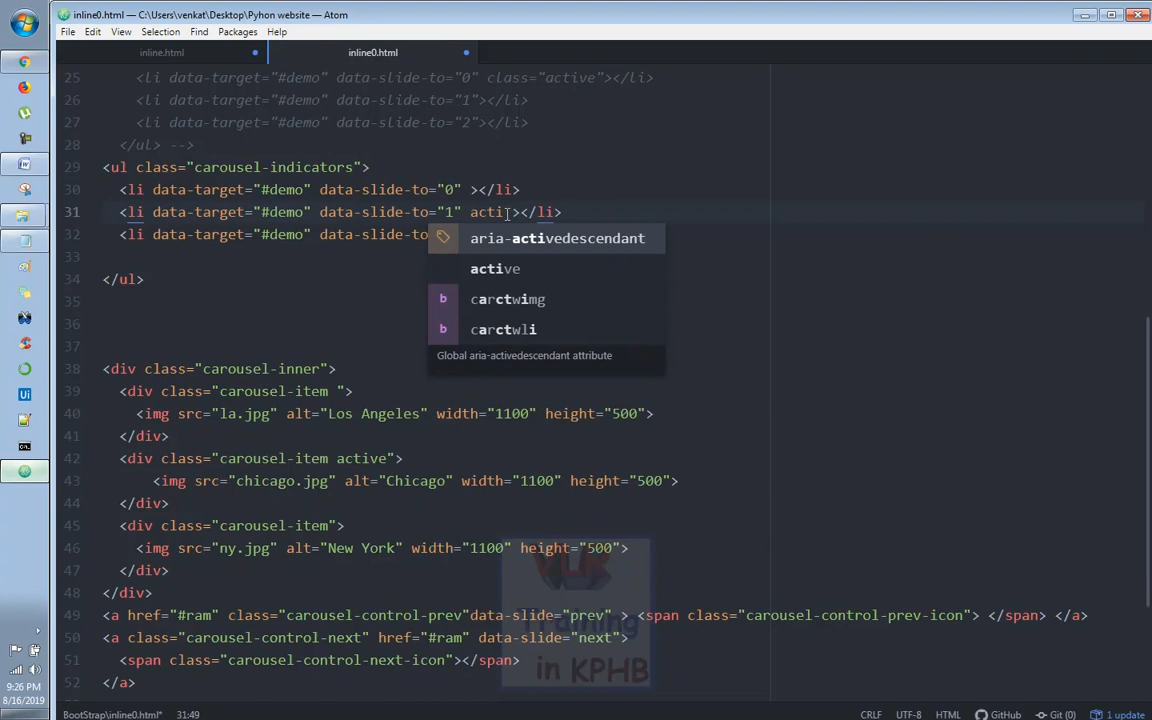 inline0.html — C:\Users\venkat\Desktop\Pyhon website — Atom
File Edit View Selection Find Packages Help
inline.html
inline0.html
25 <li data-target="#demo" data-slide-to="0" class="active"></li>
26 <li data-target="#demo" data-slide-to="1"></li>
27 <li data-target="#demo" data-slide-to="2"></li>
28 </ul> -->
29 <ul class="carousel-indicators">
30 <li data-target="#demo" data-slide-to="0" ></li>
31 <li data-target="#demo" data-slide-to="1" acti></li>
32 <li data-target="#demo" data-slide-to=
aria-activedescendant
active
b carctwimg
b carctwli
Global aria-activedescendant attribute
34 </ul>
35
36
37
38 <div class="carousel-inner">
39 <div class="carousel-item ">
40 <img src="la.jpg" alt="Los Angeles" width="1100" height="500">
41 </div>
42 <div class="carousel-item active">
43 <img src="chicago.jpg" alt="Chicago" width="1100" height="500">
44 </div>
45 <div class="carousel-item">
46 <img src="ny.jpg" alt="New York" width="1100" height="500">
47 </div>
48 </div>
49 <a href="#ram" class="carousel-control-prev"data-slide="prev" > <span class="carousel-control-prev-icon"> </span> </a>
50 <a class="carousel-control-next" href="#ram" data-slide="next">
51 <span class="carousel-control-next-icon"></span>
52 </a>
VLR
Training
in KPHB
Ui
9:26 PM
8/16/2019
BootStrap\inline0.html* 31:49 CRLF UTF-8 HTML GitHub Git (0) 1 update